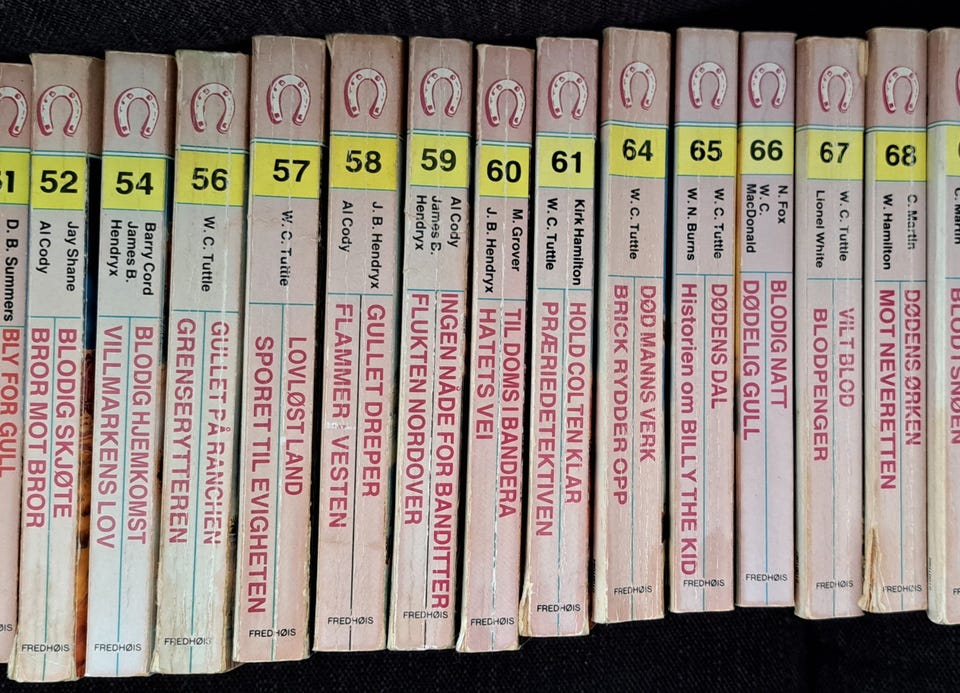 D. B. Summers
BLY FOR GULL
52
Jay Shane
Al Cody
BLODIG SKJØTE
BROR MOT BROR
FREDHØIS
54
Barry Cord
James B.
Hendryx
BLODIG HJEMKOMST
VILLMARKENS LOV
FREDHØIS
56
W. C. Tuttle
GULLET PÅ RANCHEN
GRENSERYTTEREN
FREDHØIS
57
W. C. Tuttle
LOVLØST LAND
SPORET TIL EVIGHETEN
FREDHØIS
58
J. B. Hendryx
Al Cody
GULLET DREPER
FLAMMER VESTEN
FREDHØIS
59
Al Cody
James B.
Hendryx
INGEN NÅDE FOR BANDITTER
FLUKTEN NORDOVER
FREDHØIS
60
M. Grover
J. B. Hendryx
TIL DOMS I BANDERA
HATETS VEI
FREDHØIS
61
Kirk Hamilton
W. C. Tuttle
HOLD COLTEN KLAR
PRÆRIEDETEKTIVEN
FREDHØIS
64
W. C. Tuttle
DØD MANNS VERK
BRICK RYDDER OPP
FREDHØIS
65
W. C. Tuttle
W. N. Burns
DØDENS DAL
Historien om BILLY THE KID
FREDHØIS
66
N. Fox
W. C.
MacDonald
BLODIG NATT
DØDELIG GULL
FREDHØIS
67
W. C. Tuttle
Lionel White
VILT BLOD
BLODPENGER
FREDHØIS
68
C. Martin
W. Hamilton
DØDENS ØRKEN
MOT NEVERETTEN
FREDHØIS
C. Martin
BLOD I SNØEN